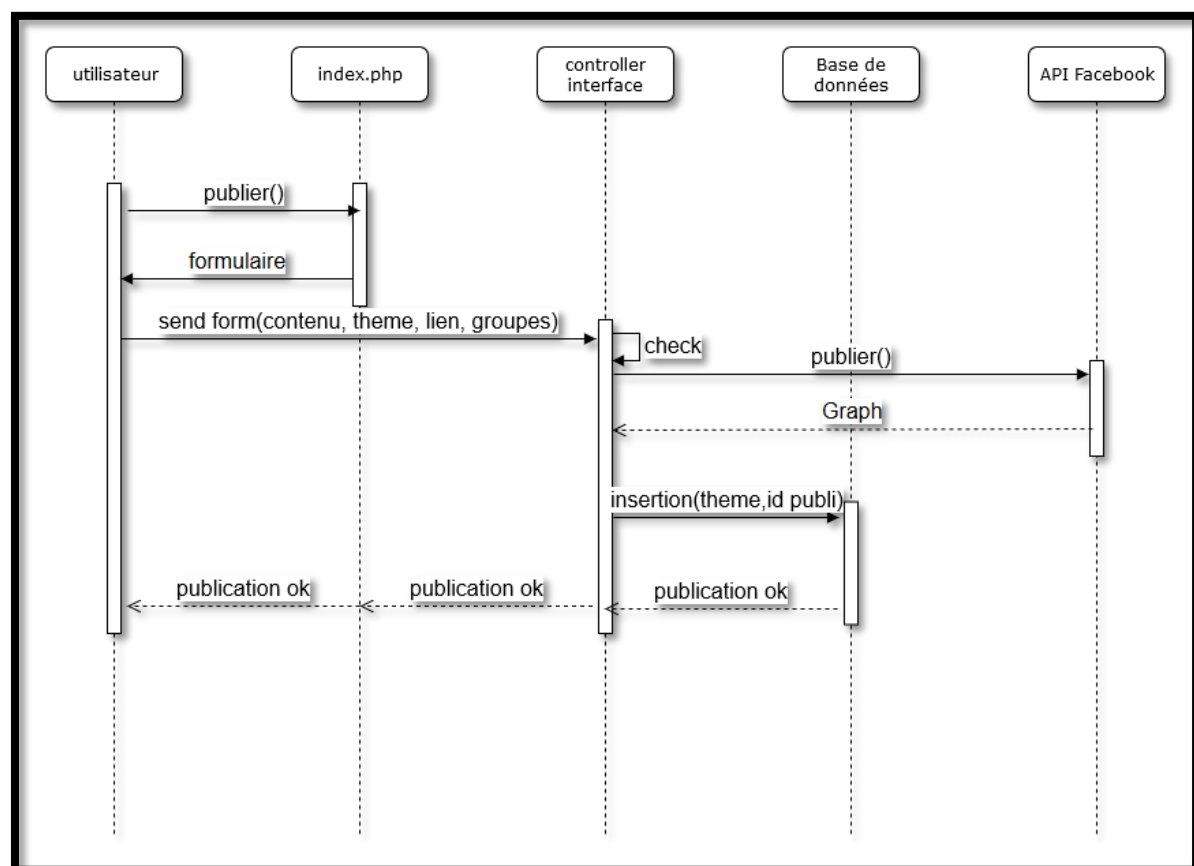 utilisateur
index.php
controller
interface
Base de
données
API Facebook
publier()
formulaire
send form(contenu, theme, lien, groupes)
check
publier()
Graph
insertion(theme,id publi)
publication ok
publication ok
publication ok